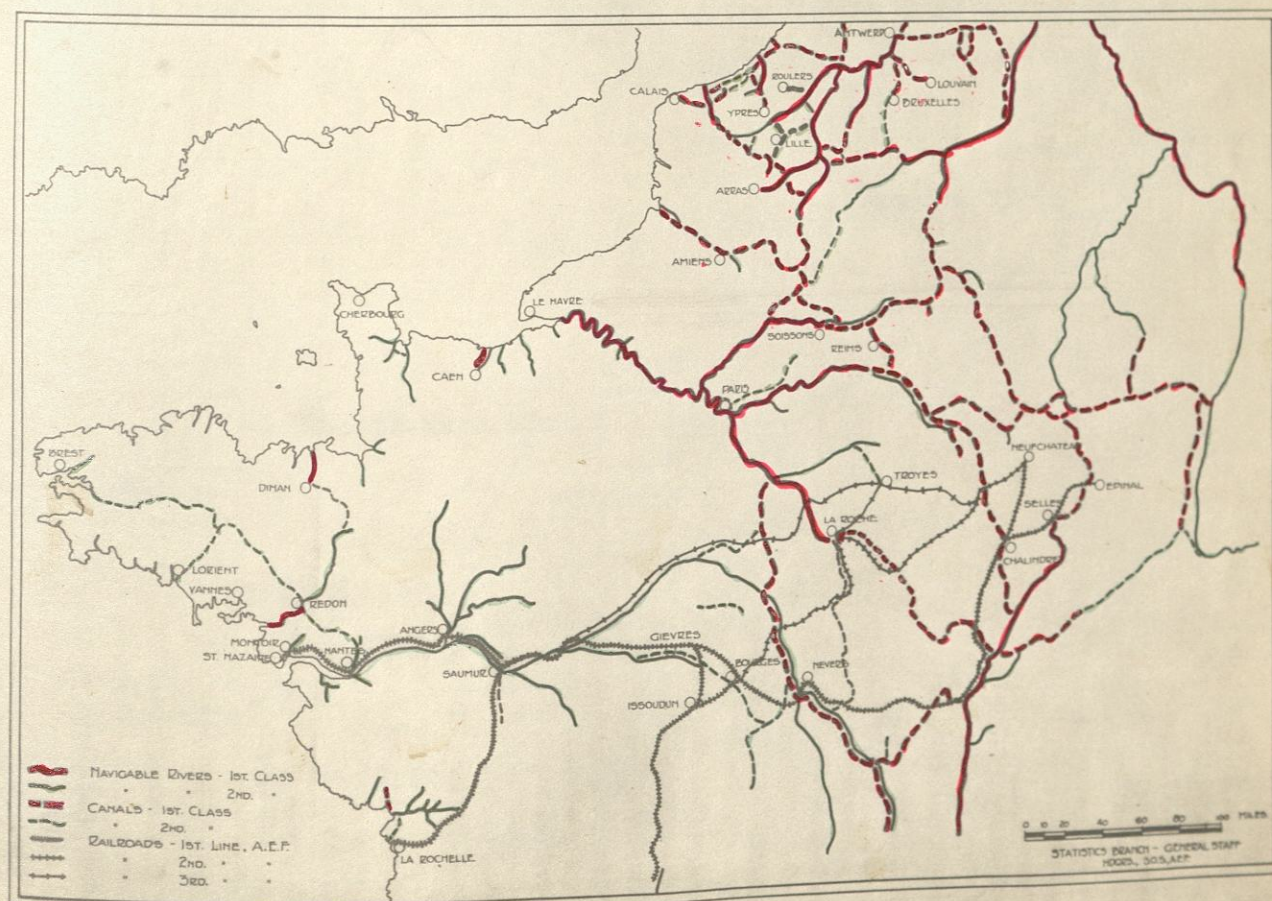 ANTWERP
LOUVAIN
ROULERS
CALAIS
BRUXELLES
YPRES
LILLE
ARRAS
AMIENS
CHERBOURG
LE HAVRE
SOISSONS
REIMS
CAEN
PARIS
BREST
DINAN
NEUFCHATEAU
TROYES
EPINAL
SELLES
LA ROCHE
CHALINDREY
LORIENT
VANNES
REDON
ANGERS
GIEVRES
MONTOIR
NANTES
ST. NAZAIRE
SAUMUR
BOURGES
NEVERS
ISSOUDUN
LA ROCHELLE
NAVIGABLE RIVERS - 1ST. CLASS
" " 2ND. "
CANALS - 1ST. CLASS
" 2ND. "
RAILROADS - 1ST. LINE, A.E.F.
" 2ND. " "
" 3RD. " "
0 10 20 40 60 80 100 MILES
STATISTICS BRANCH - GENERAL STAFF
HDQRS., S.O.S., A.E.F.